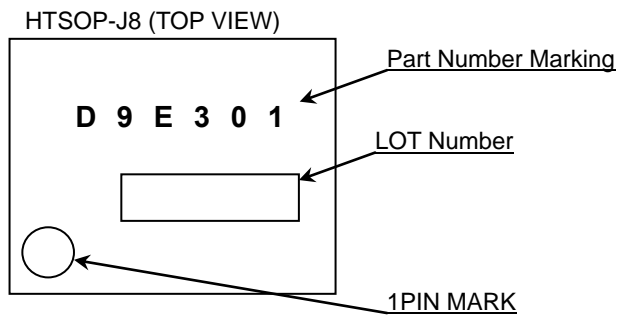 HTSOP-J8 (TOP VIEW)
Part Number Marking
D 9 E 3 0 1
LOT Number
1PIN MARK